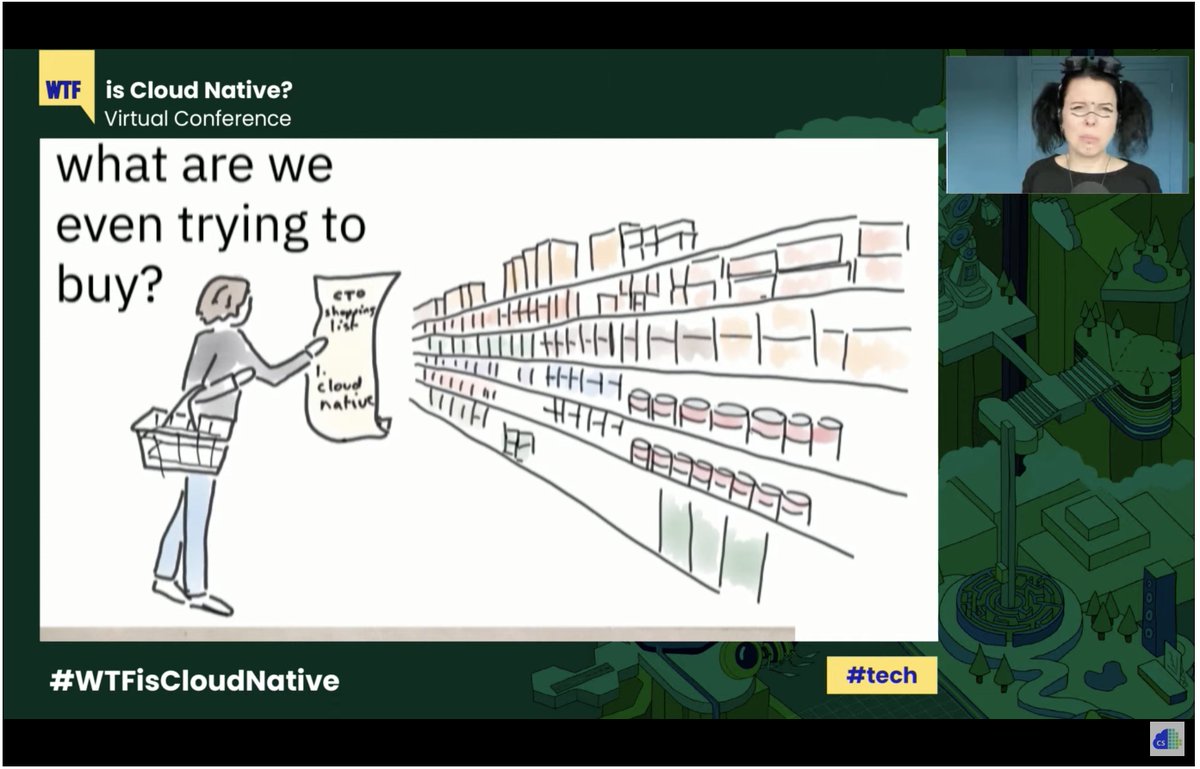 WTF
is Cloud Native?
Virtual Conference
what are we
even trying to
buy?
CTO
shopping
list
1.
cloud
native
#WTFisCloudNative
#tech
CS